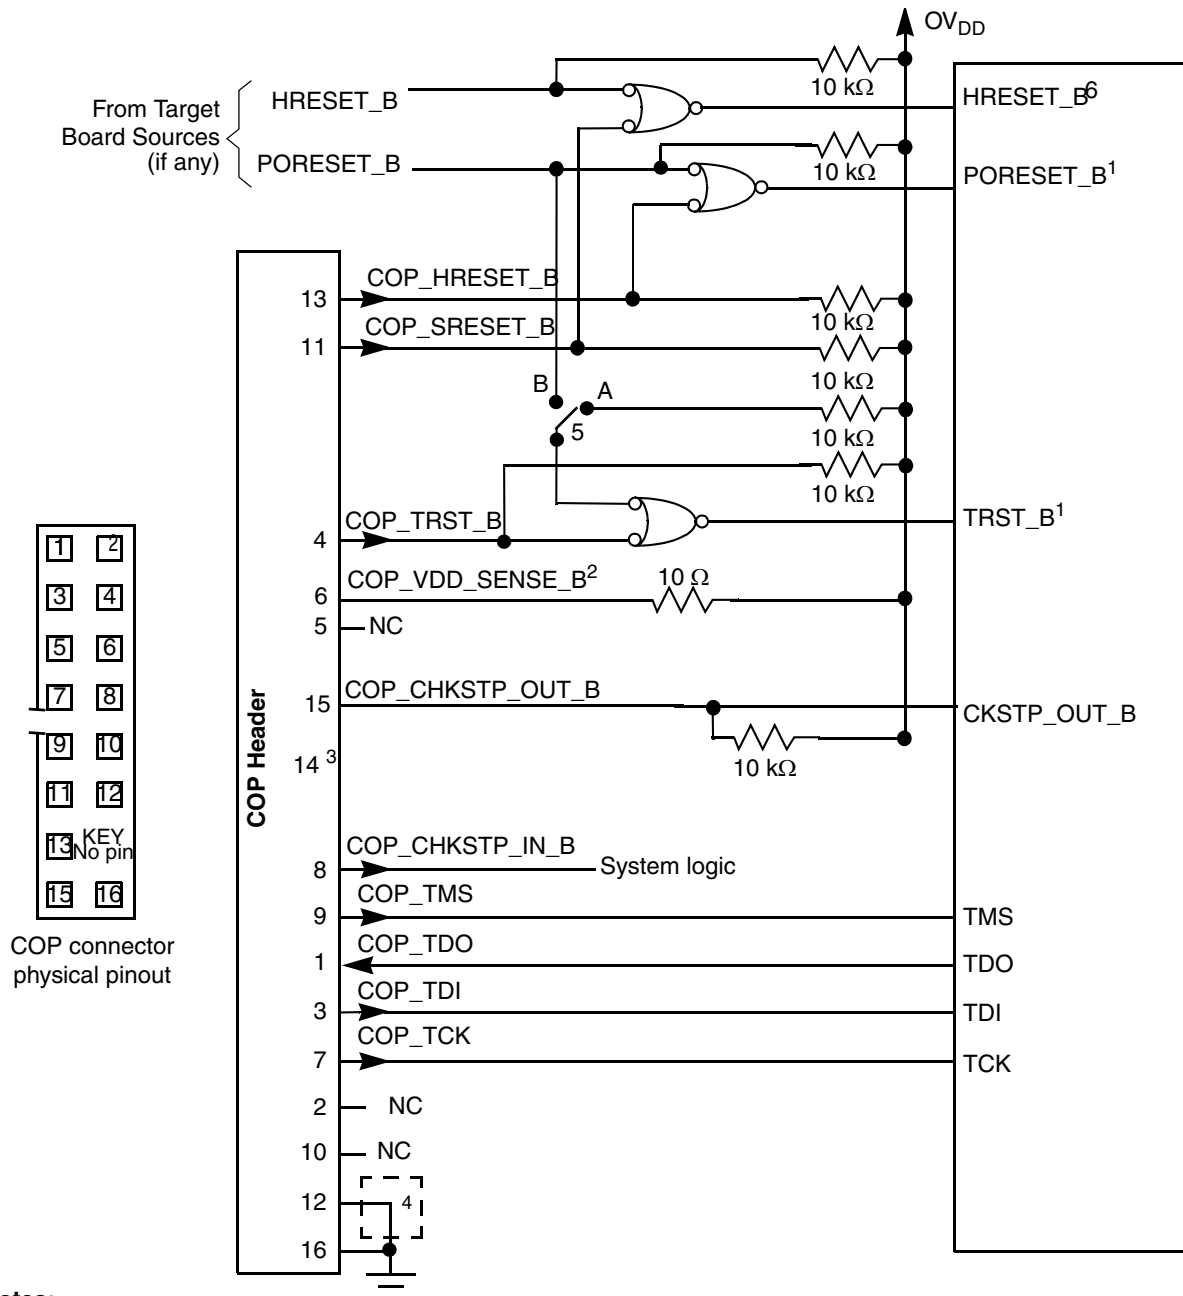 OVDD
10 kΩ
From Target
Board Sources
(if any)
HRESET_B
HRESET_B6
PORESET_B
10 kΩ
PORESET_B1
13
COP_HRESET_B
10 kΩ
11
COP_SRESET_B
10 kΩ
B
A
5
10 kΩ
10 kΩ
4
COP_TRST_B
TRST_B1
6
COP_VDD_SENSE_B2
10 Ω
5
NC
15
COP_CHKSTP_OUT_B
CKSTP_OUT_B
10 kΩ
14 3
COP Header
8
COP_CHKSTP_IN_B
System logic
9
COP_TMS
TMS
1
COP_TDO
TDO
3
COP_TDI
TDI
7
COP_TCK
TCK
2
NC
10
NC
12
4
16
1 2
3 4
5 6
7 8
9 10
11 12
13 KEY
No pin
15 16
COP connector
physical pinout